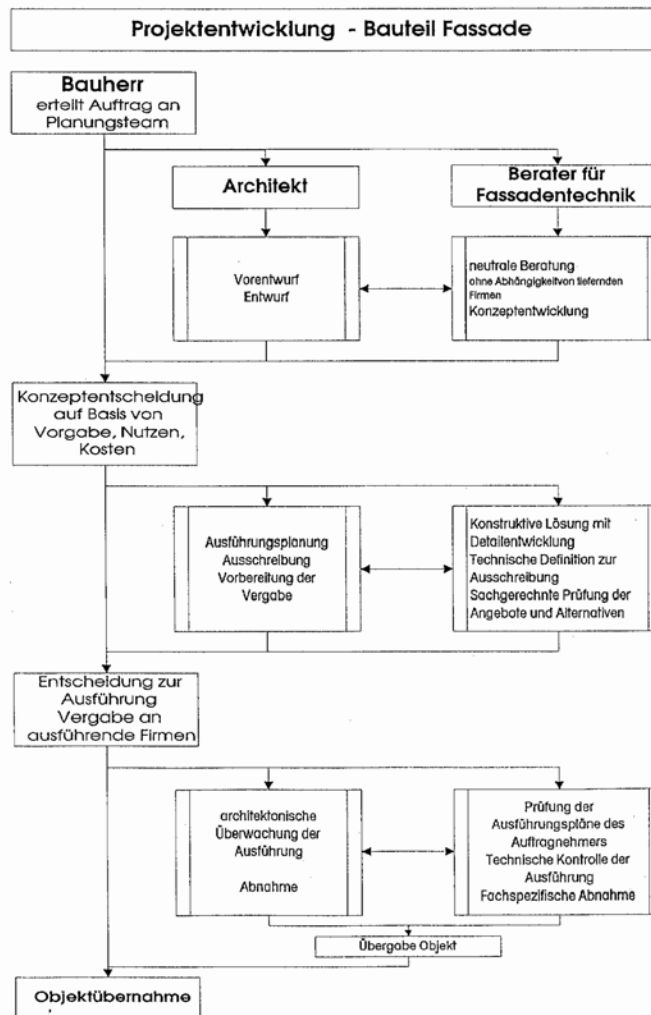 Projektentwicklung - Bauteil Fassade
Bauherr
erteilt Auftrag an
Planungsteam
Architekt
Berater für
Fassadentechnik
Vorentwurf
Entwurf
neutrale Beratung
ohne Abhängigkeitvon liefernden
Firmen
Konzeptentwicklung
Konzeptentscheidung
auf Basis von
Vorgabe, Nutzen,
Kosten
Ausführungsplanung
Ausschreibung
Vorbereitung der
Vergabe
Konstruktive Lösung mit
Detailentwicklung
Technische Definition zur
Ausschreibung
Sachgerechnte Prüfung der
Angebote und Alternativen
Entscheidung zur
Ausführung
Vergabe an
ausführende Firmen
architektonische
Überwachung der
Ausführung
Abnahme
Prüfung der
Ausführungspläne des
Auftragnehmers
Technische Kontrolle der
Ausführung
Fachspezifische Abnahme
Übergabe Objekt
Objektübernahme